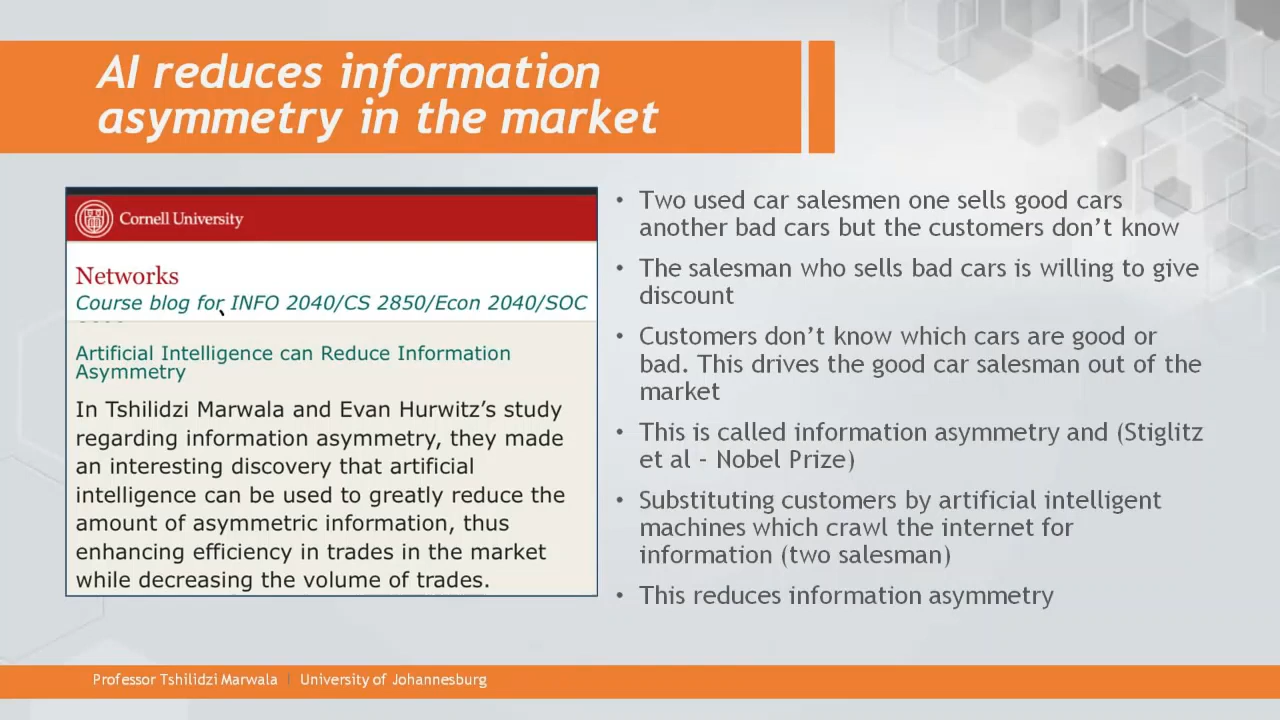 AI reduces information
asymmetry in the market
Cornell University
Networks
Course blog for INFO 2040/CS 2850/Econ 2040/SOC
Artificial Intelligence can Reduce Information
Asymmetry
In Tshilidzi Marwala and Evan Hurwitz's study
regarding information asymmetry, they made
an interesting discovery that artificial
intelligence can be used to greatly reduce the
amount of asymmetric information, thus
enhancing efficiency in trades in the market
while decreasing the volume of trades.
• Two used car salesmen one sells good cars
another bad cars but the customers don't know
• The salesman who sells bad cars is willing to give
discount
• Customers don't know which cars are good or
bad. This drives the good car salesman out of the
market
• This is called information asymmetry and (Stiglitz
et al - Nobel Prize)
• Substituting customers by artificial intelligent
machines which crawl the internet for
information (two salesman)
• This reduces information asymmetry
Professor Tshilidzi Marwala | University of Johannesburg